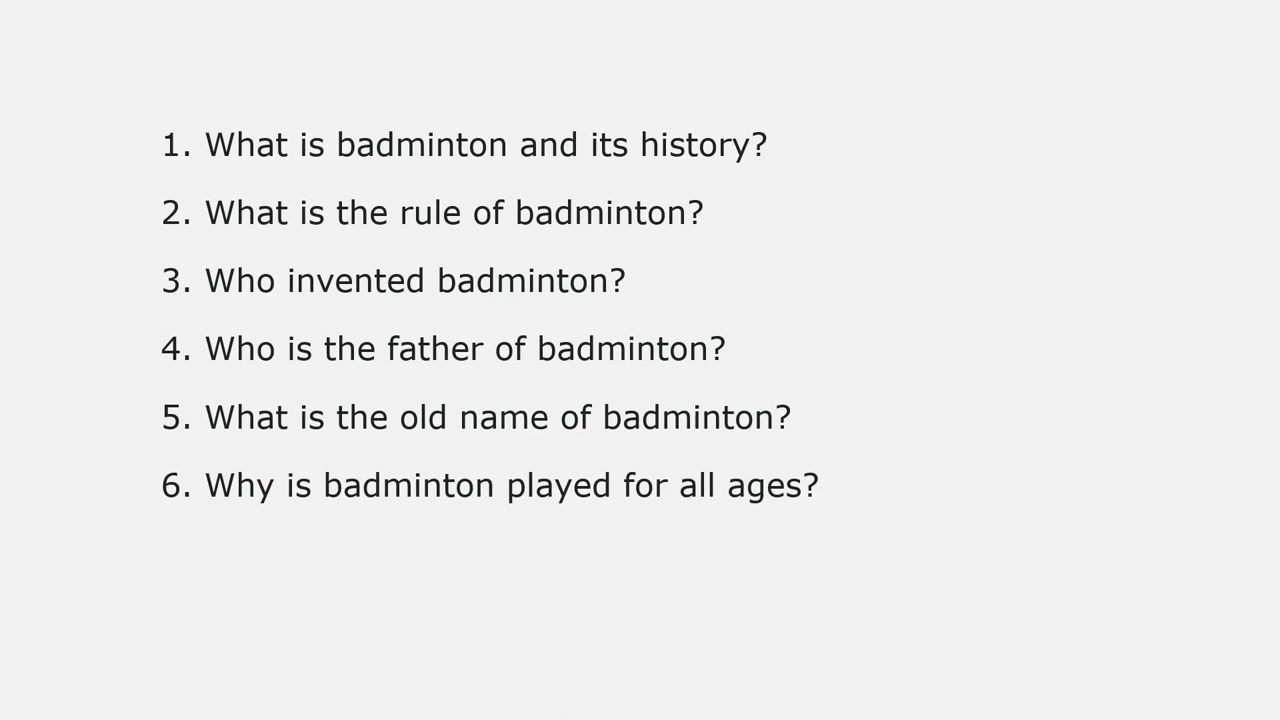 1. What is badminton and its history?
2. What is the rule of badminton?
3. Who invented badminton?
4. Who is the father of badminton?
5. What is the old name of badminton?
6. Why is badminton played for all ages?